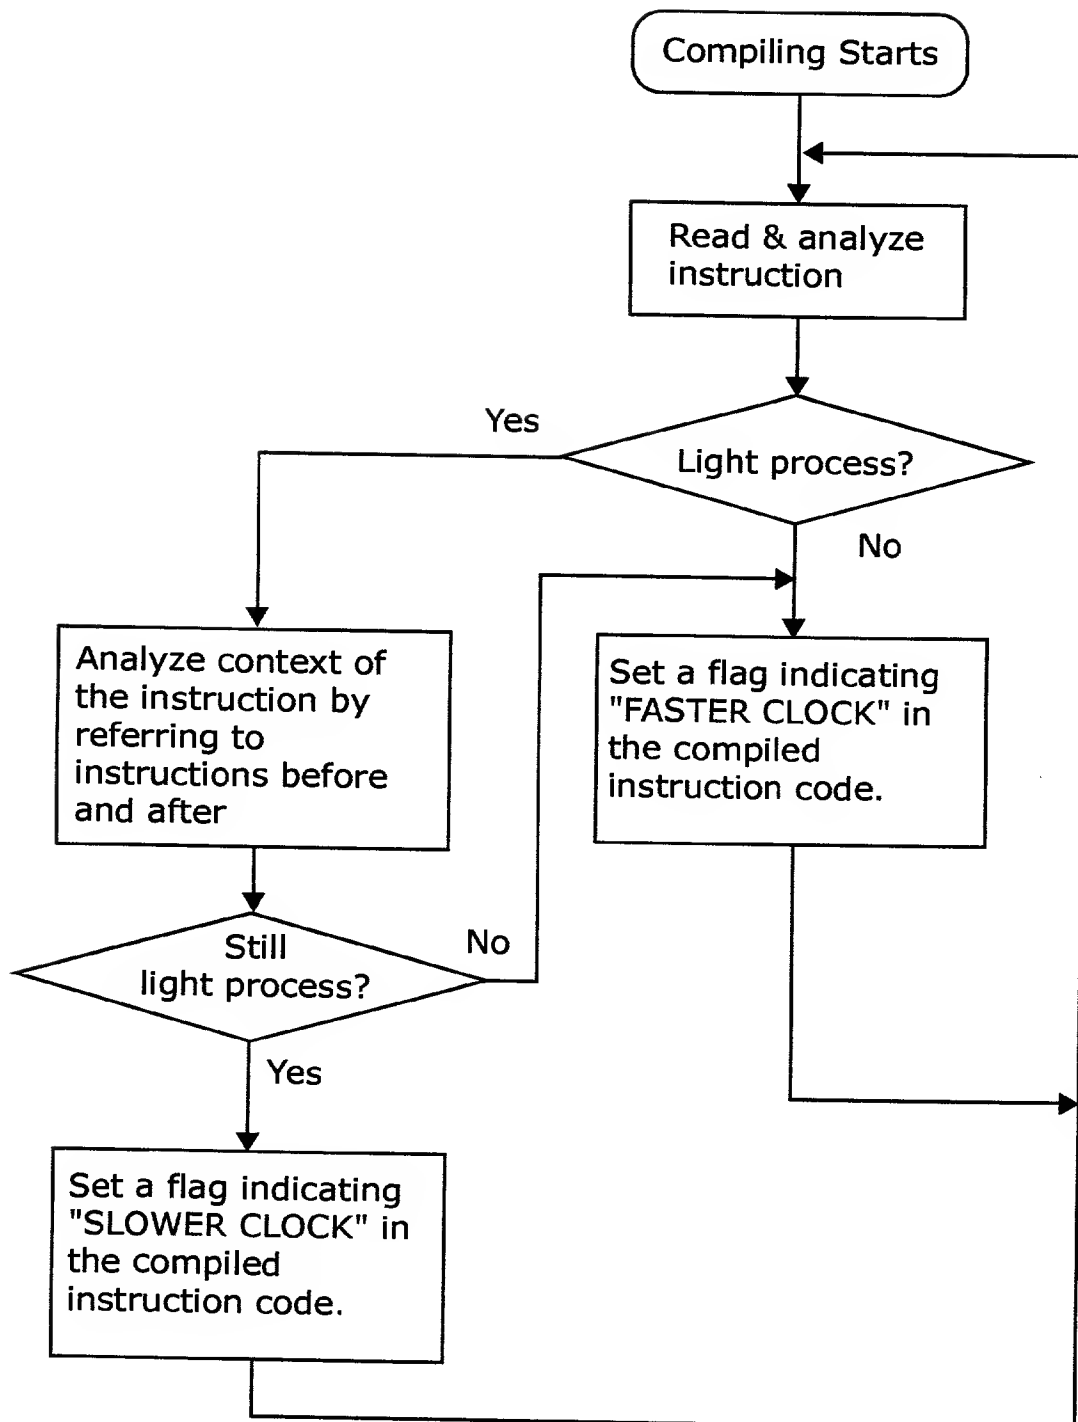 Compiling Starts
Read & analyze
instruction
Yes
Light process?
No
Analyze context of
the instruction by
referring to
instructions before
and after
Set a flag indicating
"FASTER CLOCK" in
the compiled
instruction code.
Still
light process?
No
Yes
Set a flag indicating
"SLOWER CLOCK" in
the compiled
instruction code.